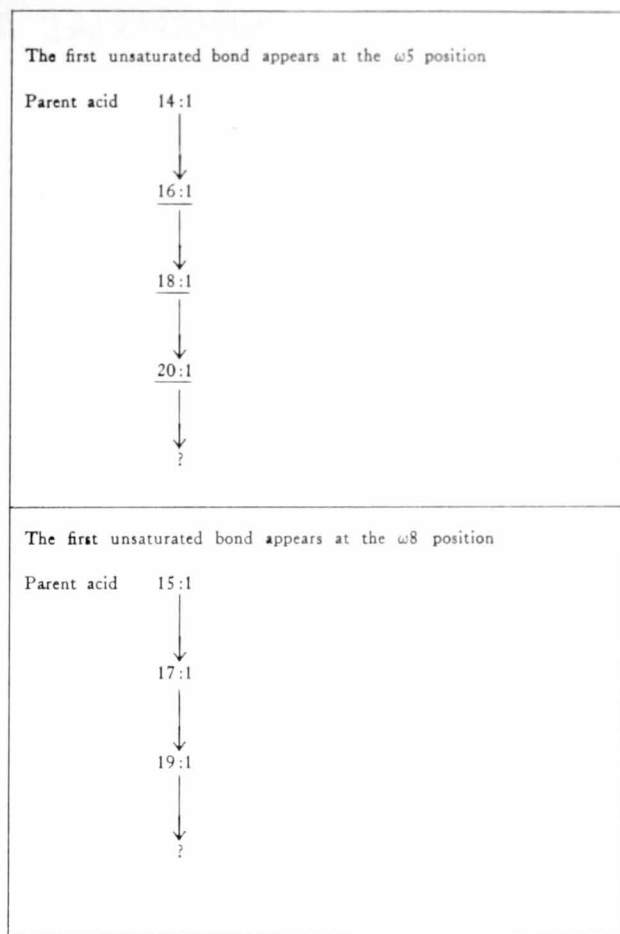 The first unsaturated bond appears at the ω5 position
Parent acid 14:1
16:1
18:1
20:1
?
The first unsaturated bond appears at the ω8 position
Parent acid 15:1
17:1
19:1
?